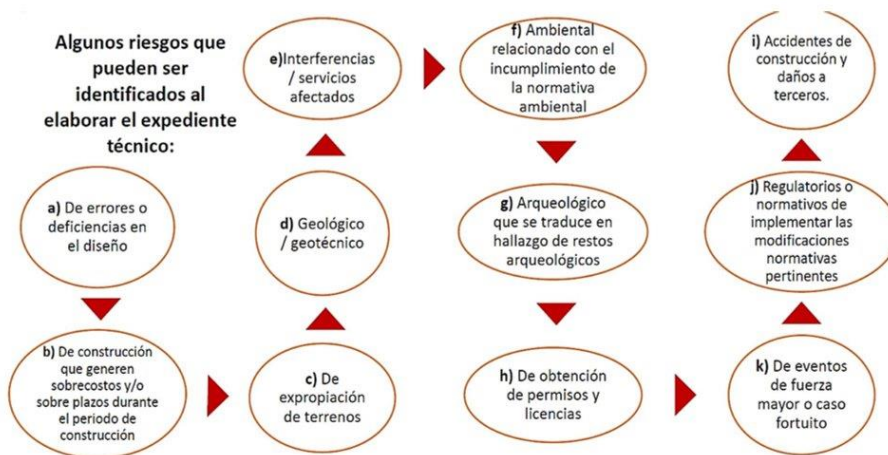 Algunos riesgos que
pueden ser
identificados al
elaborar el expediente
técnico:
a) De errores o
deficiencias en
el diseño
b) De construcción
que generen
sobrecostos y/o
sobre plazos durante
el periodo de
construcción
c) De
expropiación de
terrenos
d) Geológico
/ geotécnico
e)Interferencias
/ servicios
afectados
f) Ambiental
relacionado con el
incumplimiento de
la normativa
ambiental
g) Arqueológico
que se traduce en
hallazgo de restos
arqueológicos
h) De obtención
de permisos y
licencias
k) De eventos
de fuerza
mayor o caso
fortuito
j) Regulatorios o
normativos de
implementar las
modificaciones
normativas
pertinentes
i) Accidentes de
construcción y
daños a
terceros.